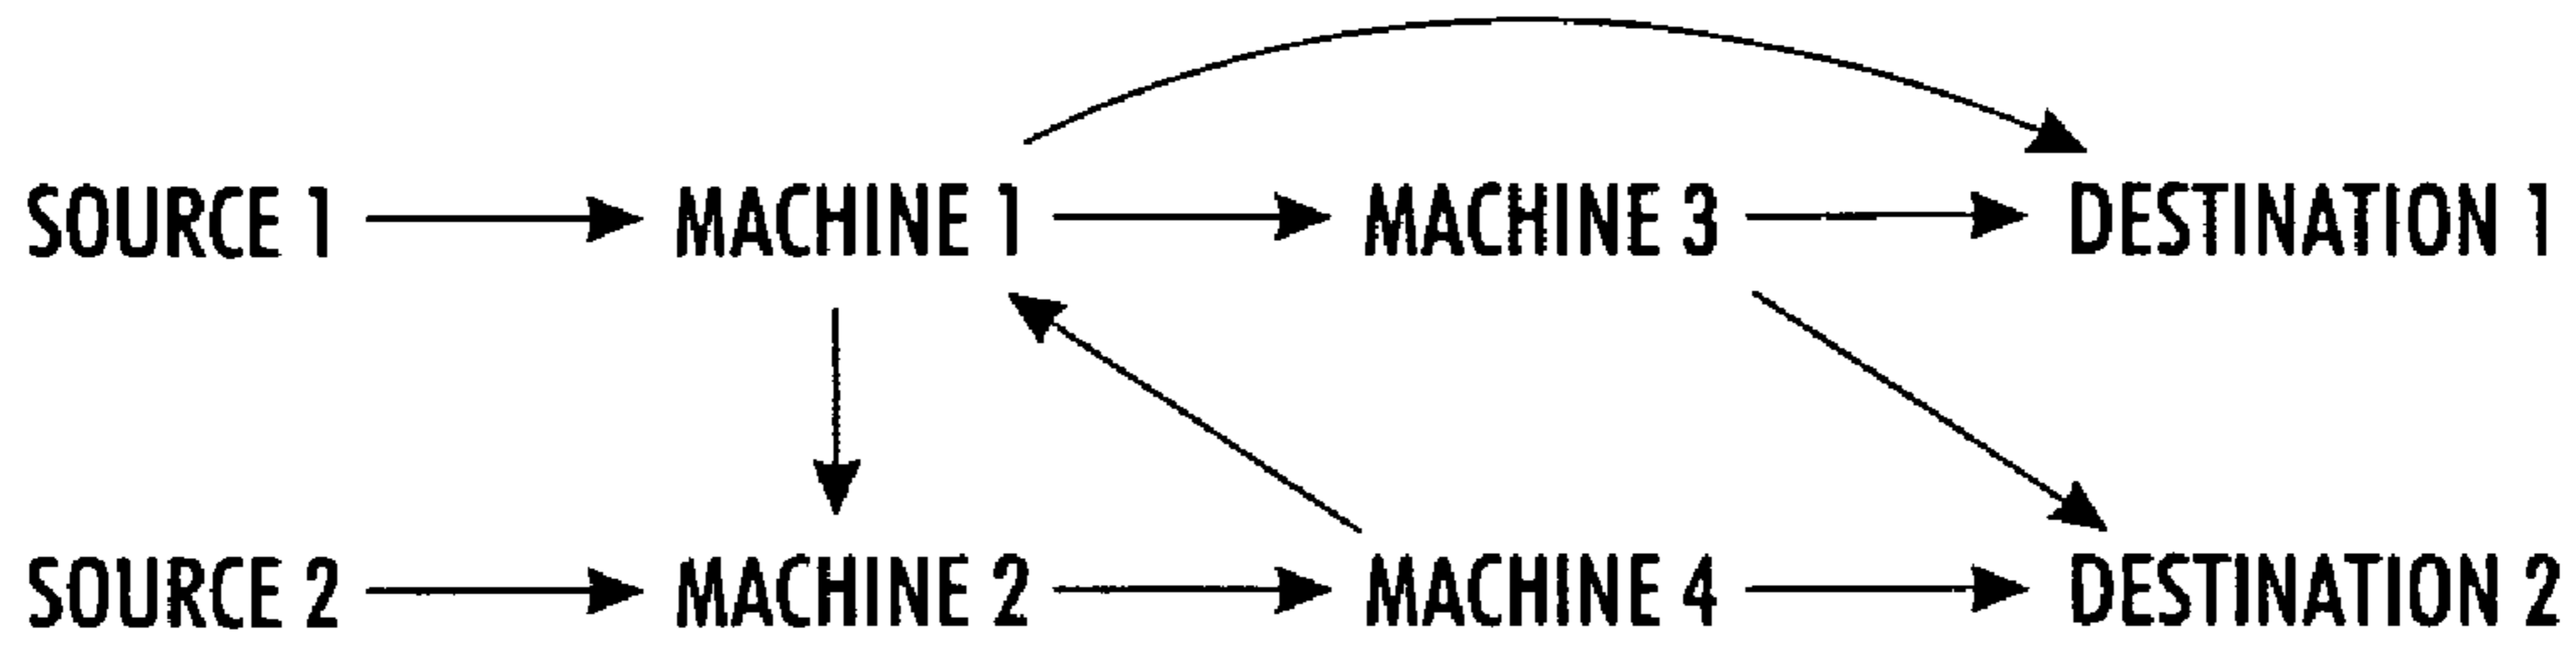 SOURCE 1 MACHINE 1 MACHINE 3 DESTINATION 1
SOURCE 2 MACHINE 2 MACHINE 4 DESTINATION 2